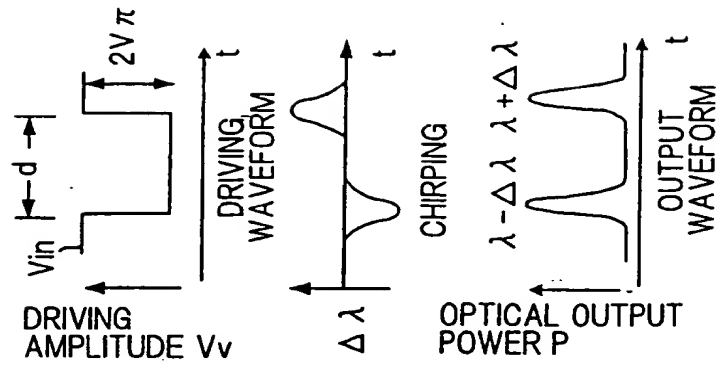 DRIVING
AMPLITUDE Vv
Vin
d
2Vπ
t
DRIVING
WAVEFORM
Δλ
t
CHIRPING
OPTICAL OUTPUT
POWER P
λ-Δλ λ+Δλ
t
OUTPUT
WAVEFORM